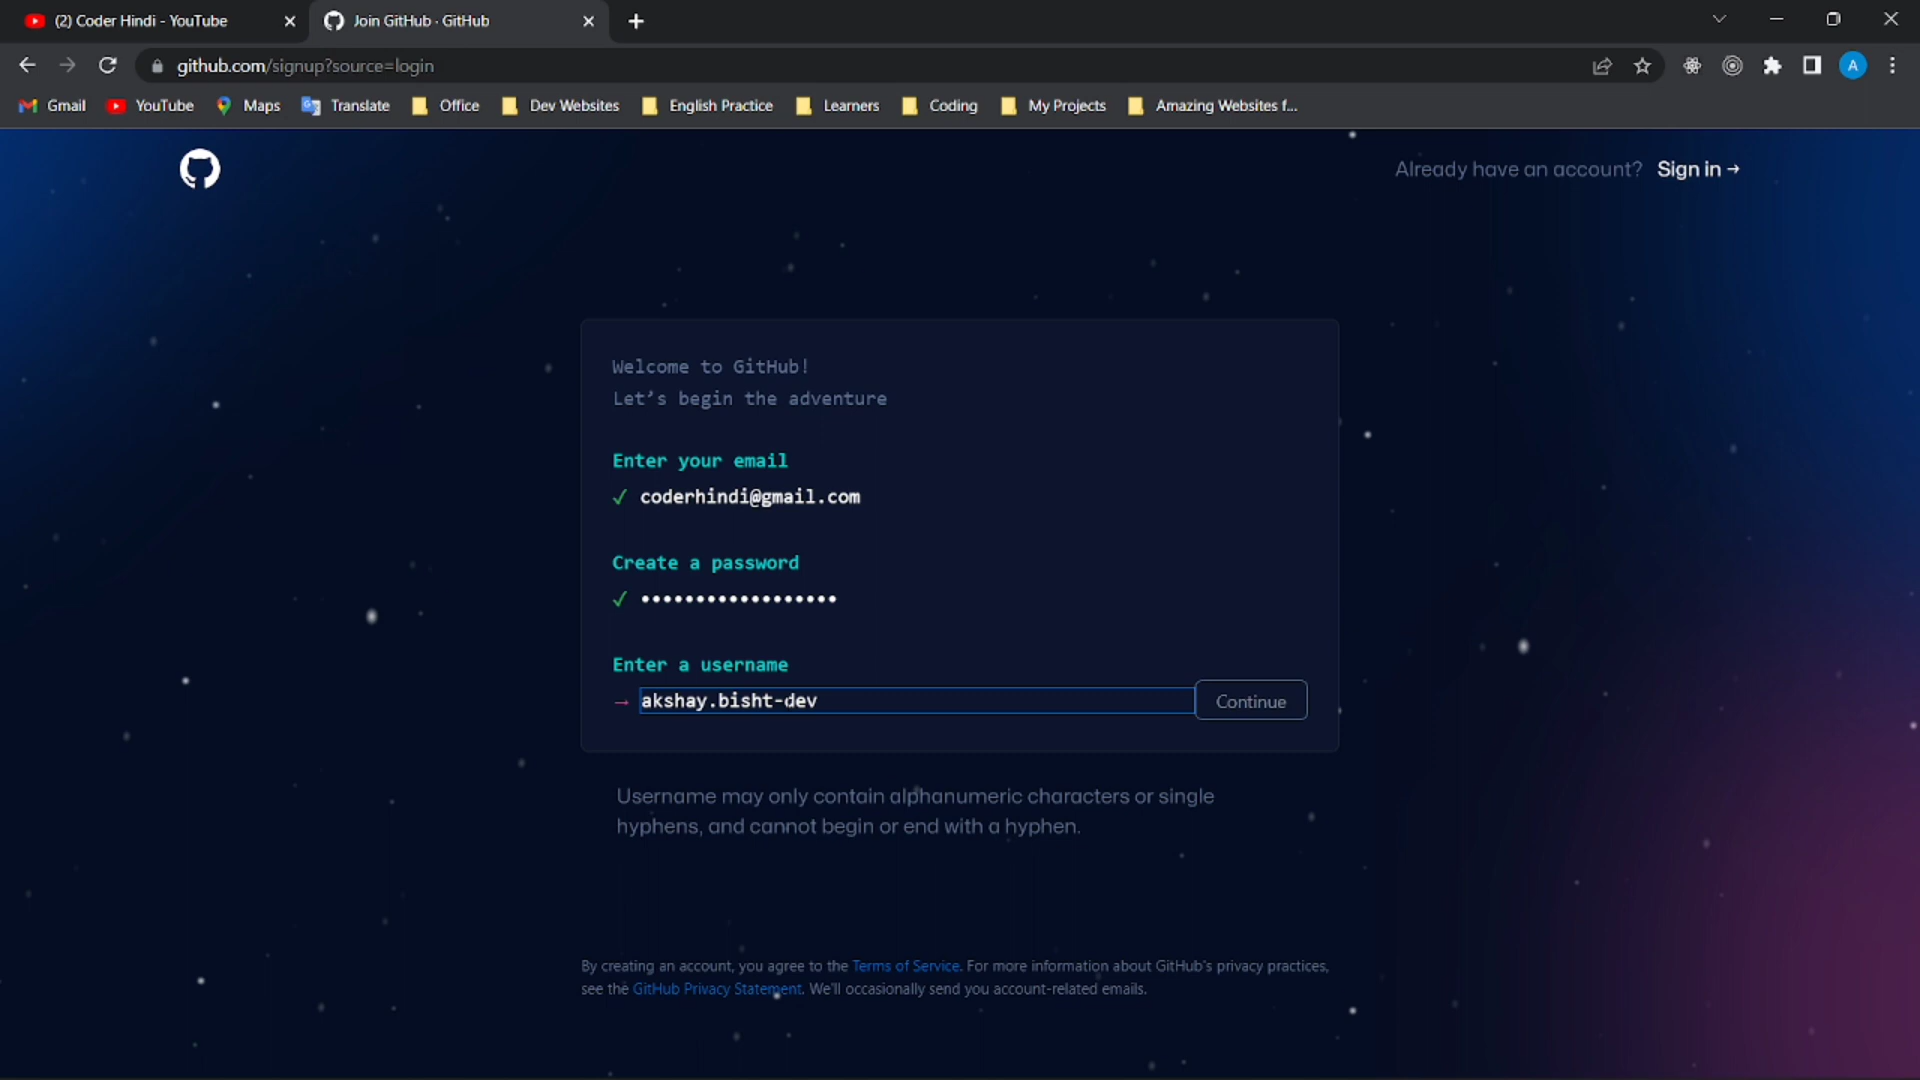 (2) Coder Hindi - YouTube
Join GitHub · GitHub
github.com/signup?source=login
A
Gmail
YouTube
Maps
Translate
Office
Dev Websites
English Practice
Learners
Coding
My Projects
Amazing Websites f...
Already have an account? Sign in →
Welcome to GitHub!
Let’s begin the adventure
Enter your email
✓ coderhindi@gmail.com
Create a password
✓ ••••••••••••••••••
Enter a username
→ akshay.bisht-dev
Continue
Username may only contain alphanumeric characters or single
hyphens, and cannot begin or end with a hyphen.
By creating an account, you agree to the Terms of Service. For more information about GitHub's privacy practices,
see the GitHub Privacy Statement. We'll occasionally send you account-related emails.